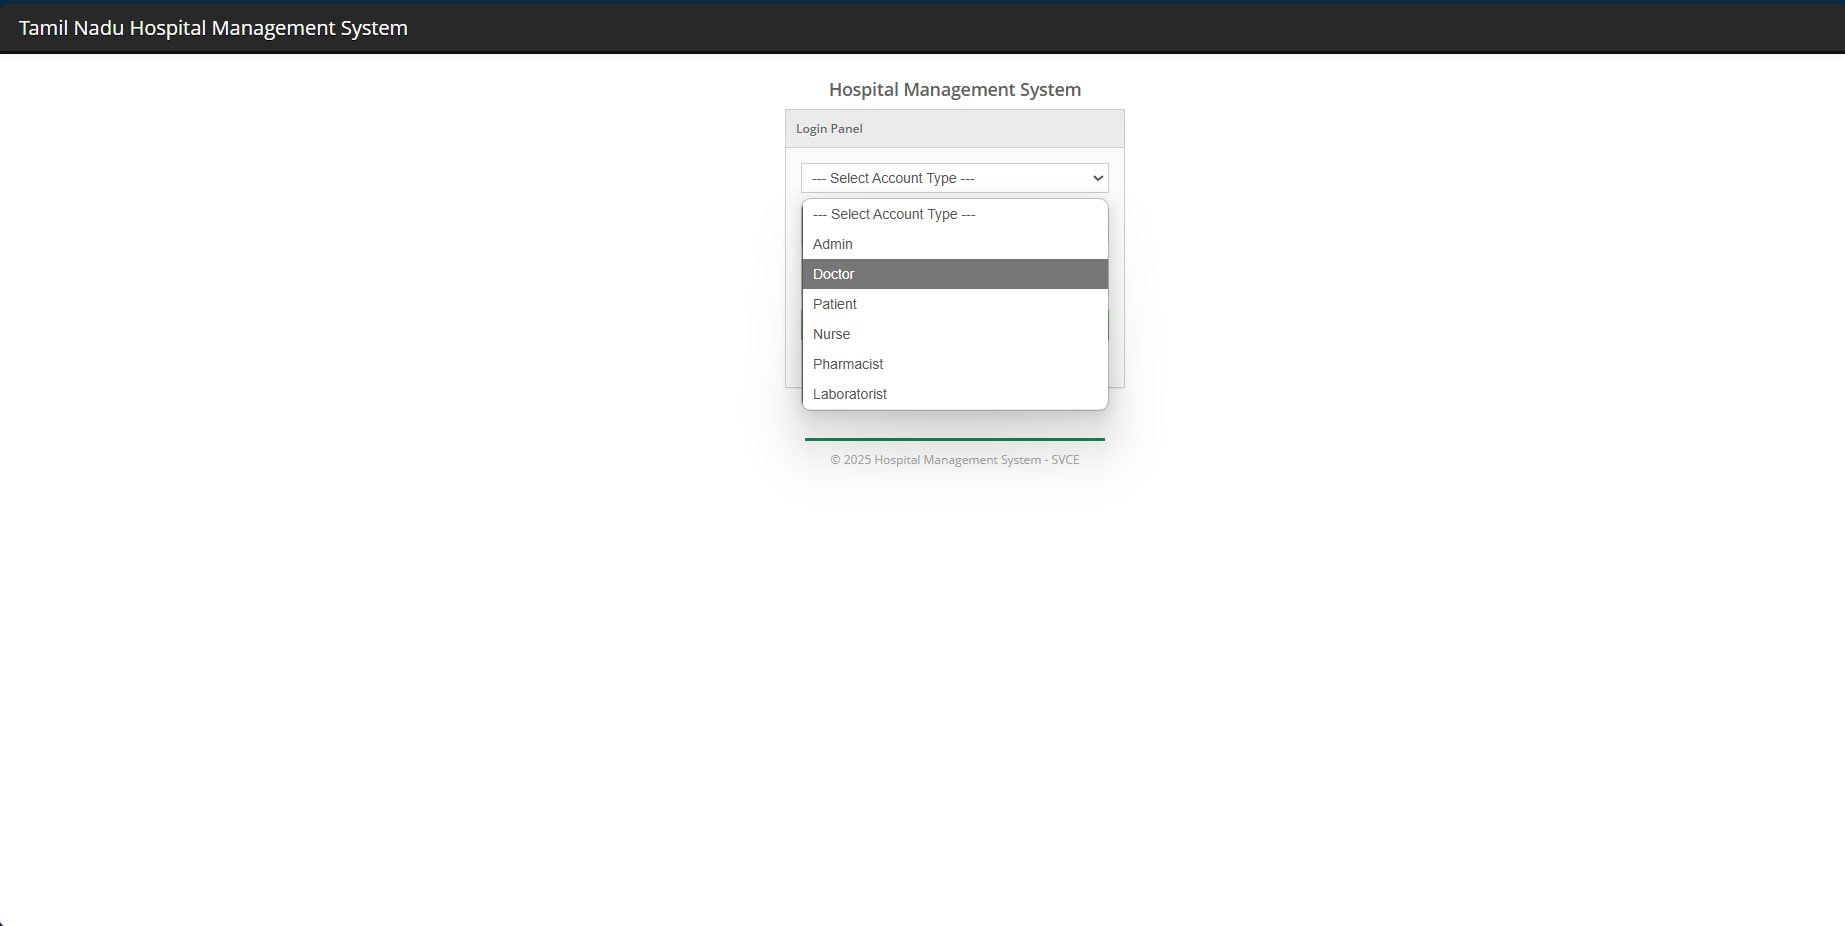 Tamil Nadu Hospital Management System
Hospital Management System
Login Panel
--- Select Account Type ---
--- Select Account Type ---
Admin
Doctor
Patient
Nurse
Pharmacist
Laboratorist
© 2025 Hospital Management System - SVCE